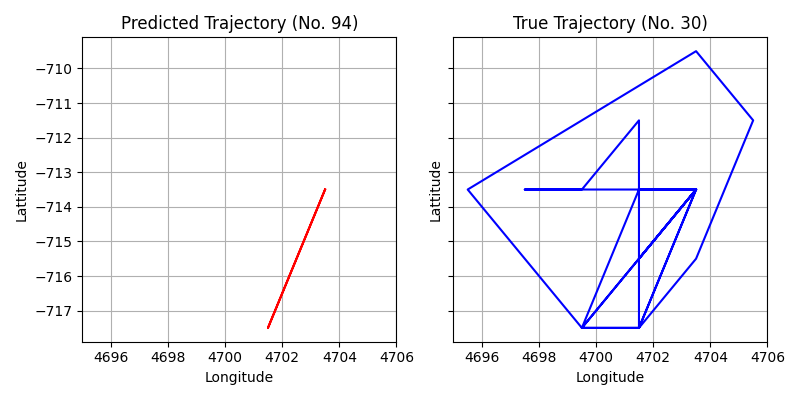 Predicted Trajectory (No. 94)
True Trajectory (No. 30)
−710
−711
−712
−713
−714
−715
−716
−717
Lattitude
Lattitude
4696 4698 4700 4702 4704 4706
4696 4698 4700 4702 4704 4706
Longitude
Longitude